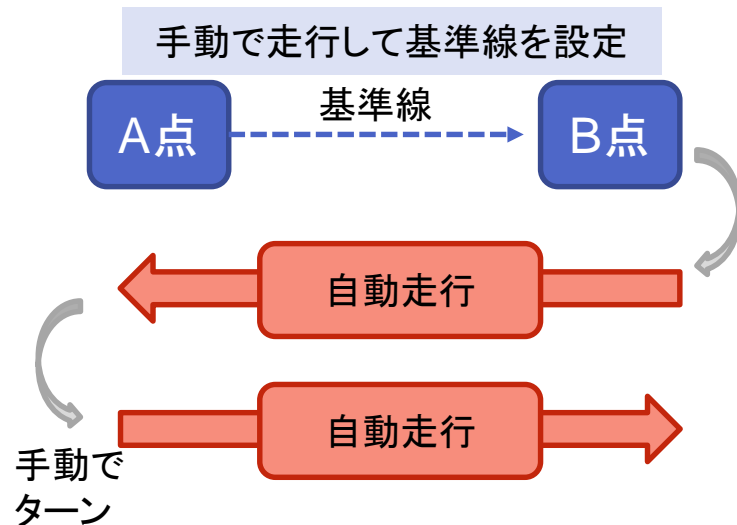 手動で走行して基準線を設定
基準線
A点
B点
自動走行
自動走行
手動で
ターン